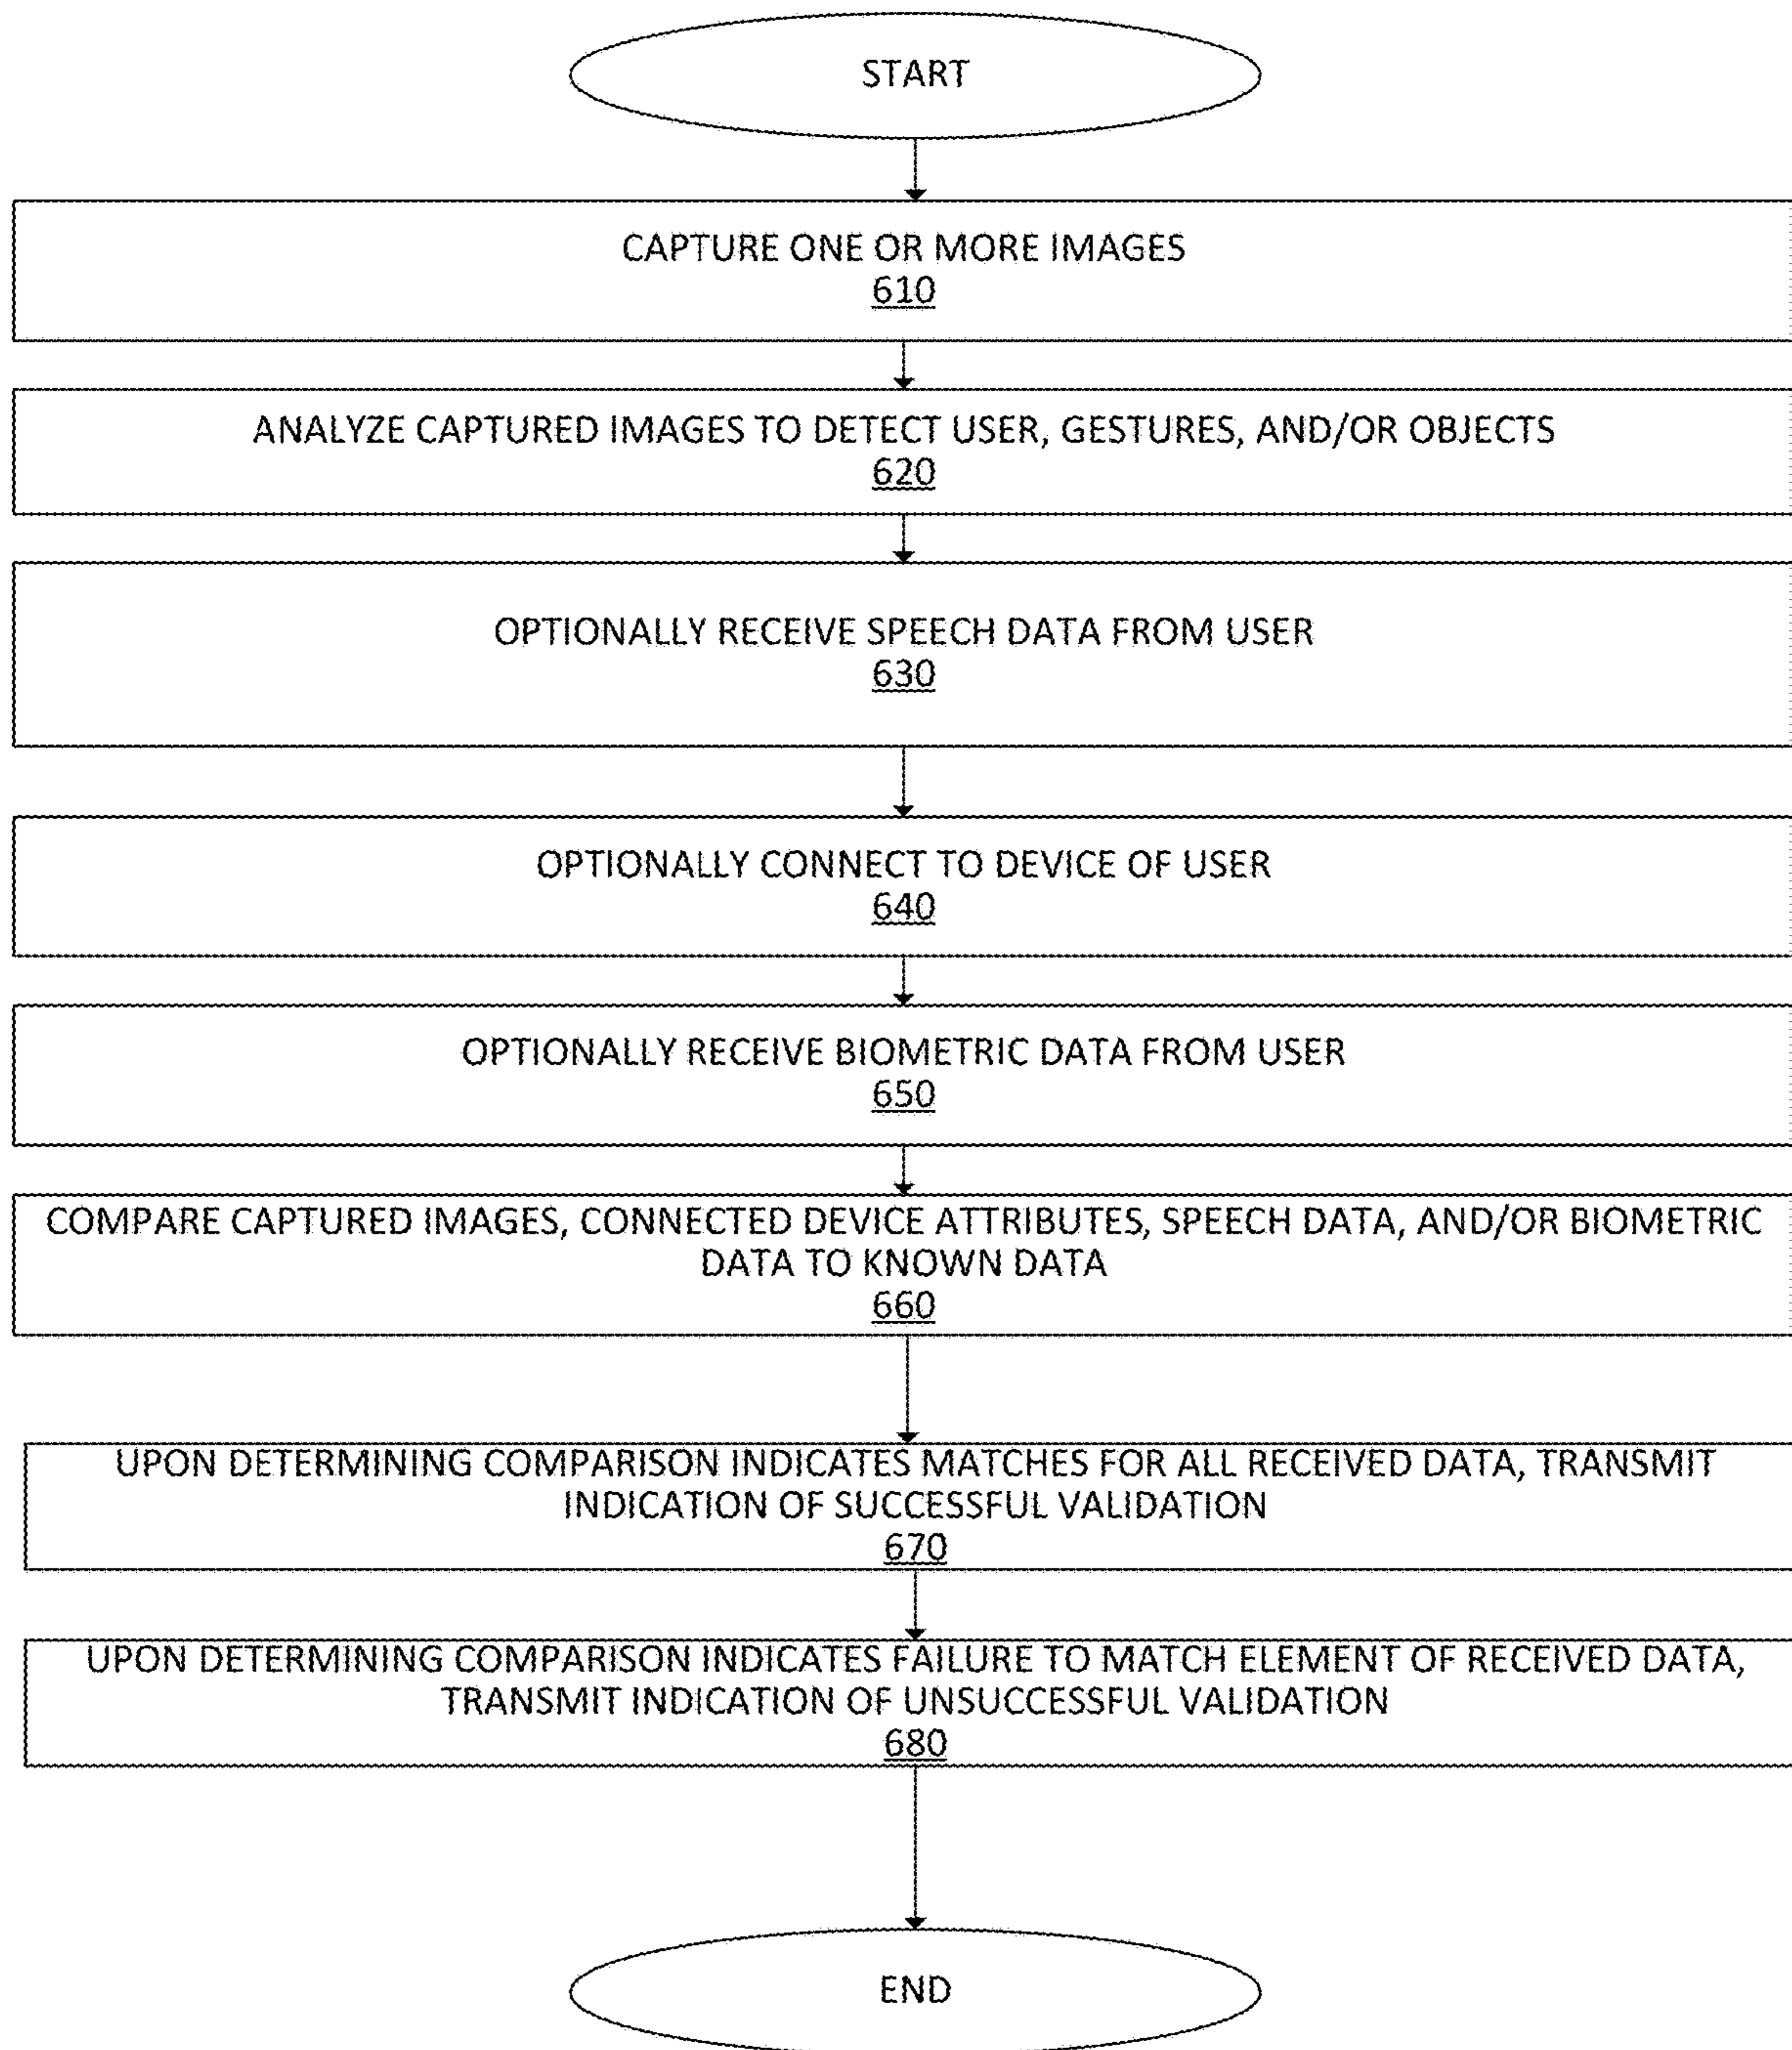 START
CAPTURE ONE OR MORE IMAGES
610
ANALYZE CAPTURED IMAGES TO DETECT USER, GESTURES, AND/OR OBJECTS
620
OPTIONALLY RECEIVE SPEECH DATA FROM USER
630
OPTIONALLY CONNECT TO DEVICE OF USER
640
OPTIONALLY RECEIVE BIOMETRIC DATA FROM USER
650
COMPARE CAPTURED IMAGES, CONNECTED DEVICE ATTRIBUTES, SPEECH DATA, AND/OR BIOMETRIC
DATA TO KNOWN DATA
660
UPON DETERMINING COMPARISON INDICATES MATCHES FOR ALL RECEIVED DATA, TRANSMIT
INDICATION OF SUCCESSFUL VALIDATION
670
UPON DETERMINING COMPARISON INDICATES FAILURE TO MATCH ELEMENT OF RECEIVED DATA,
TRANSMIT INDICATION OF UNSUCCESSFUL VALIDATION
680
END